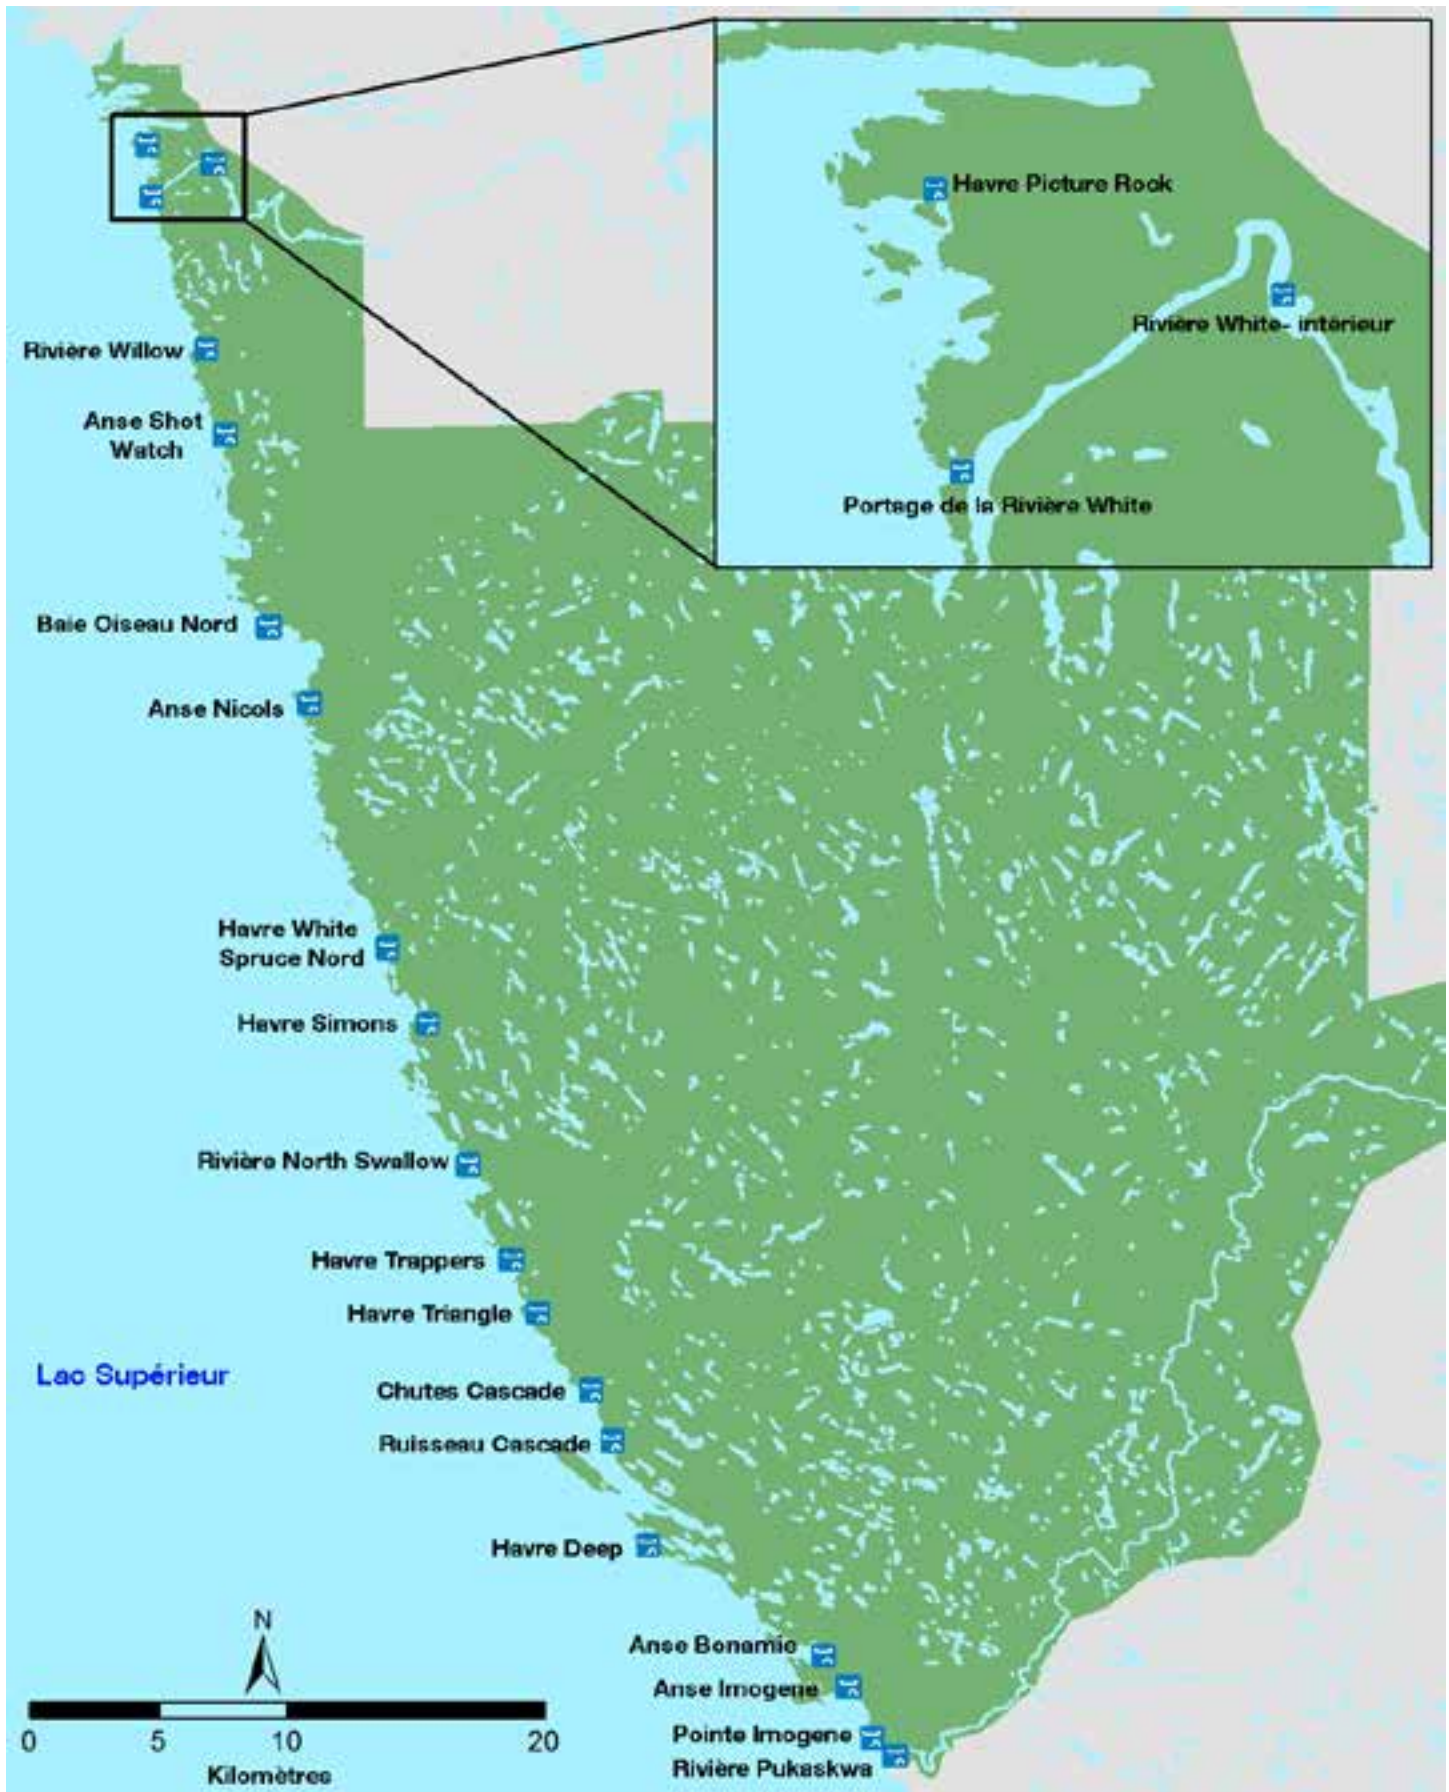 Havre Picture Rook
Rivière White- intérieur
Portage de la Rivière White
Rivière Willow
Anse Shot
Watch
Baie Oiseau Nord
Anse Nicols
Havre White
Spruce Nord
Havre Simons
Rivière North Swallow
Havre Trappers
Havre Triangle
Lac Supérieur
Chutes Cascade
Ruisseau Cascade
Havre Deep
Anse Bonamie
Anse Imogene
Pointe Imogene
Rivière Pukaskwa
N
0 5 10 20
Kilomètres